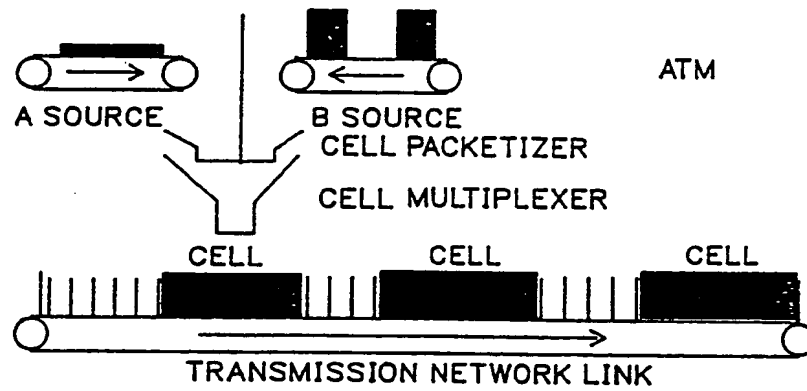 ATM
A SOURCE
B SOURCE
CELL PACKETIZER
CELL MULTIPLEXER
CELL CELL CELL
TRANSMISSION NETWORK LINK